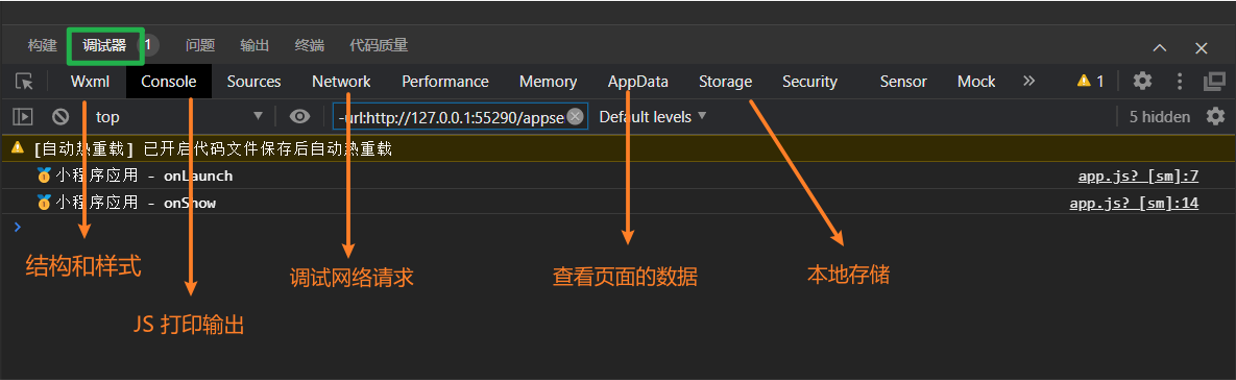 构建 调试器 1 问题 输出 终端 代码质量
Wxml Console Sources Network Performance Memory AppData Storage Security Sensor Mock 1
top -url:http://127.0.0.1:55290/appse Default levels 5 hidden
[自动热重载] 已开启代码文件保存后自动热重载
小程序应用 - onLaunch app.js? [sm]:7
小程序应用 - onShow app.js? [sm]:14
结构和样式 调试网络请求 查看页面的数据 本地存储
JS 打印输出